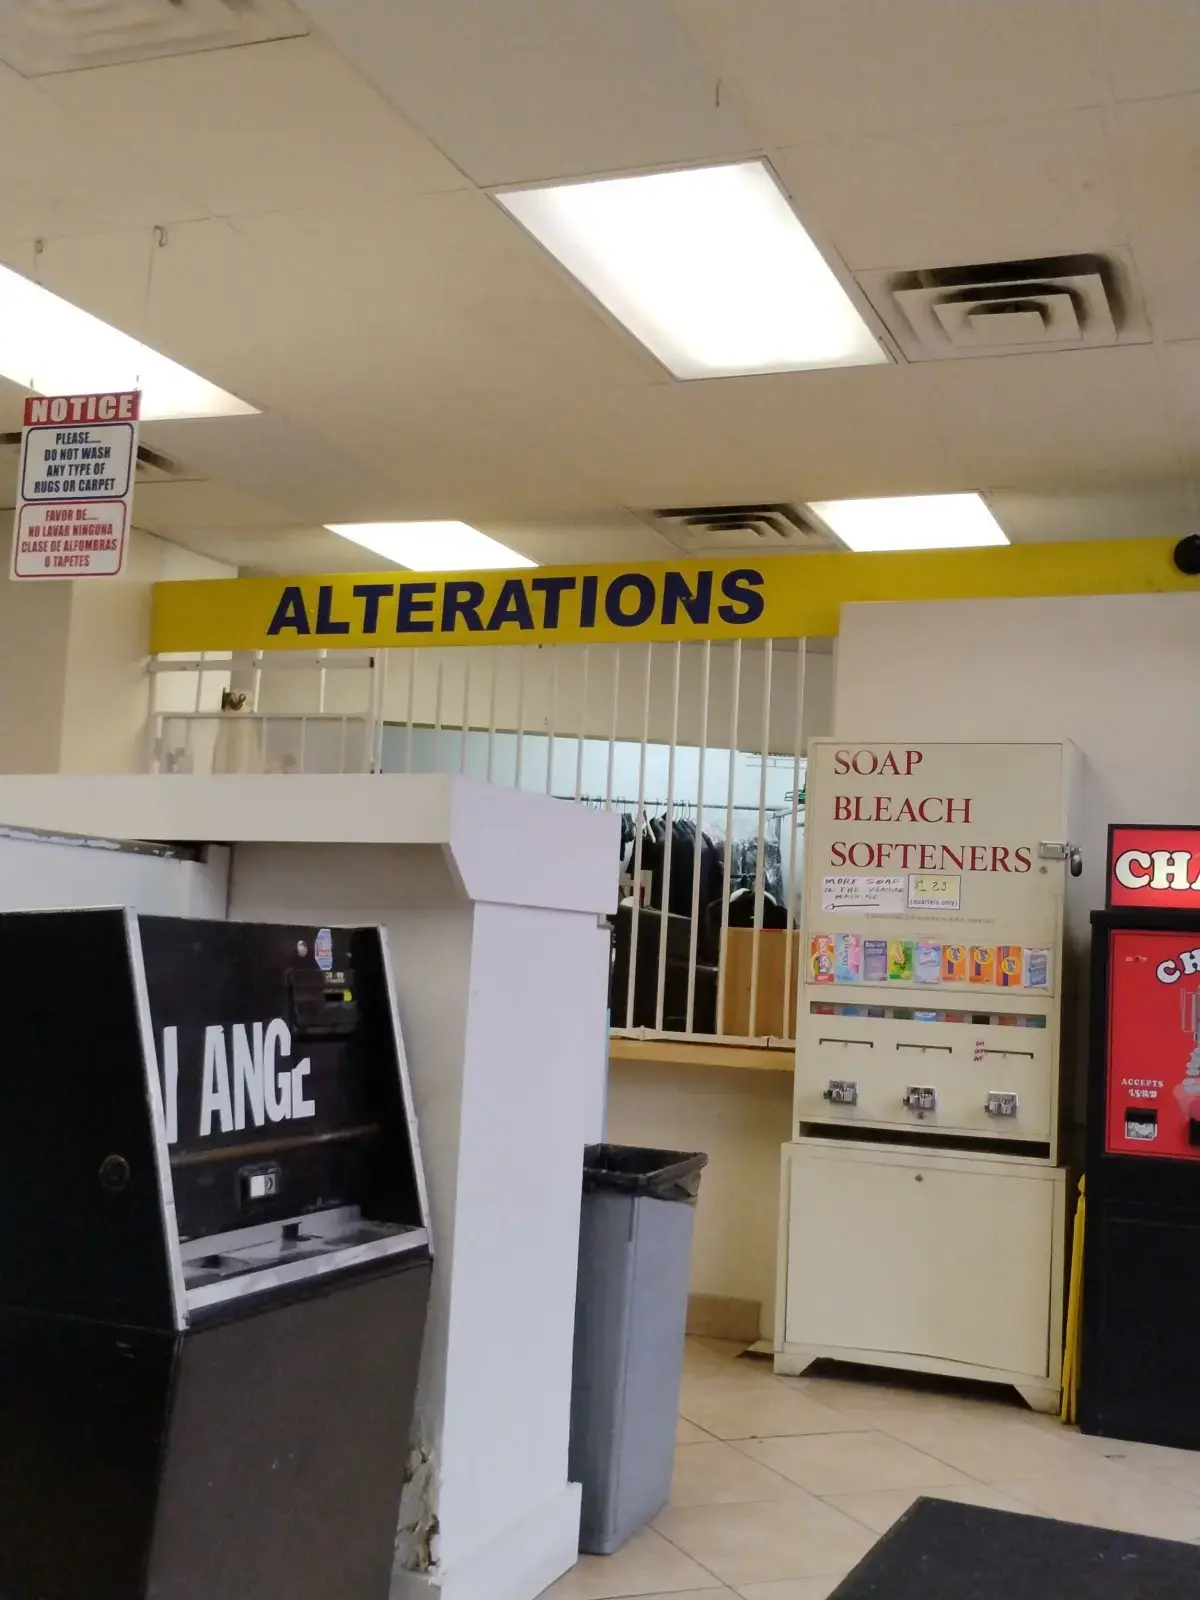 NOTICE
PLEASE....
DO NOT WASH
ANY TYPE OF
RUGS OR CARPET
FAVOR DE....
NO LAVAR NINGUNA
CLASE DE ALFOMBRAS
O TAPETES
ALTERATIONS
SOAP
BLEACH
SOFTENERS
MORE SOAP
IN THE VENDING
MACHINE
$1.25
(quarters only)
CHA
CH
ACCEPTS
ANGE